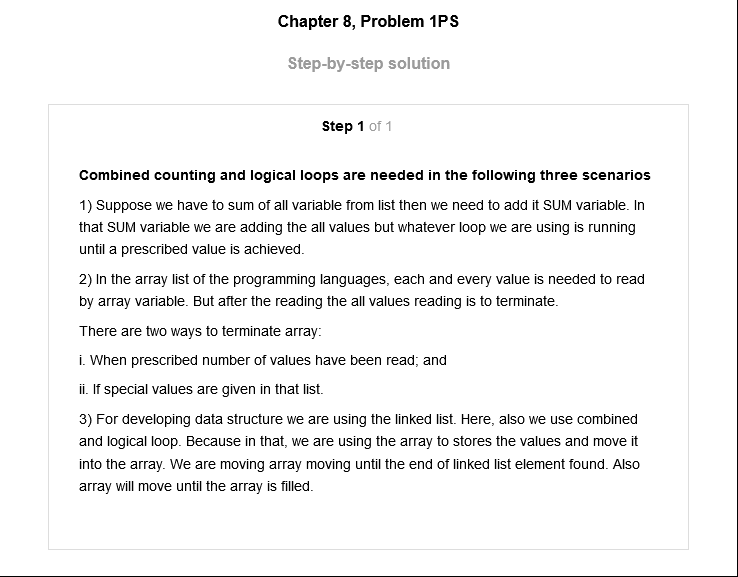 Chapter 8, Problem 1PS
Step-by-step solution
Step 1 of 1
Combined counting and logical loops are needed in the following three scenarios
1) Suppose we have to sum of all variable from list then we need to add it SUM variable. In
that SUM variable we are adding the all values but whatever loop we are using is running
until a prescribed value is achieved.
2) In the array list of the programming languages, each and every value is needed to read
by array variable. But after the reading the all values reading is to terminate.
There are two ways to terminate array:
i. When prescribed number of values have been read; and
ii. If special values are given in that list.
3) For developing data structure we are using the linked list. Here, also we use combined
and logical loop. Because in that, we are using the array to stores the values and move it
into the array. We are moving array moving until the end of linked list element found. Also
array will move until the array is filled.